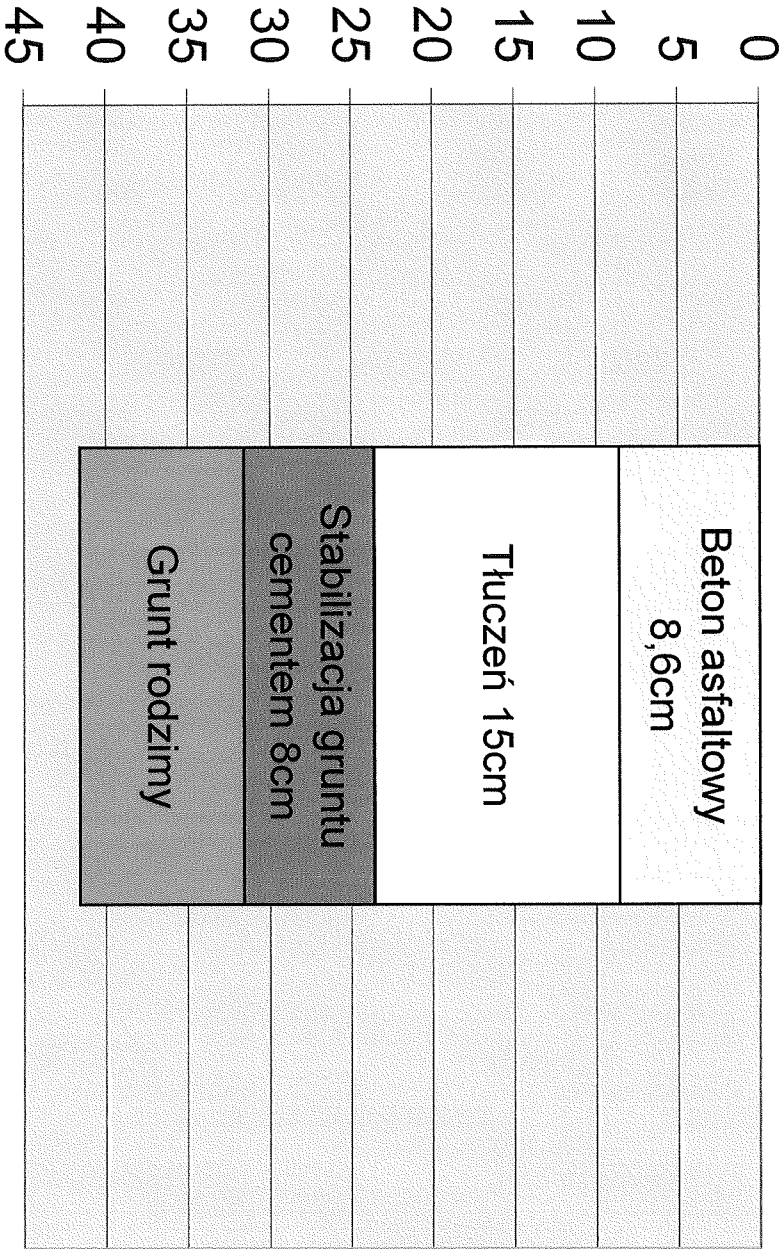 0
5
10
15
20
25
30
35
40
45
Beton asfaltowy
8,6cm
Tłuczeń 15cm
Stabilizacja gruntu
cementem 8cm
Grunt rodzimy